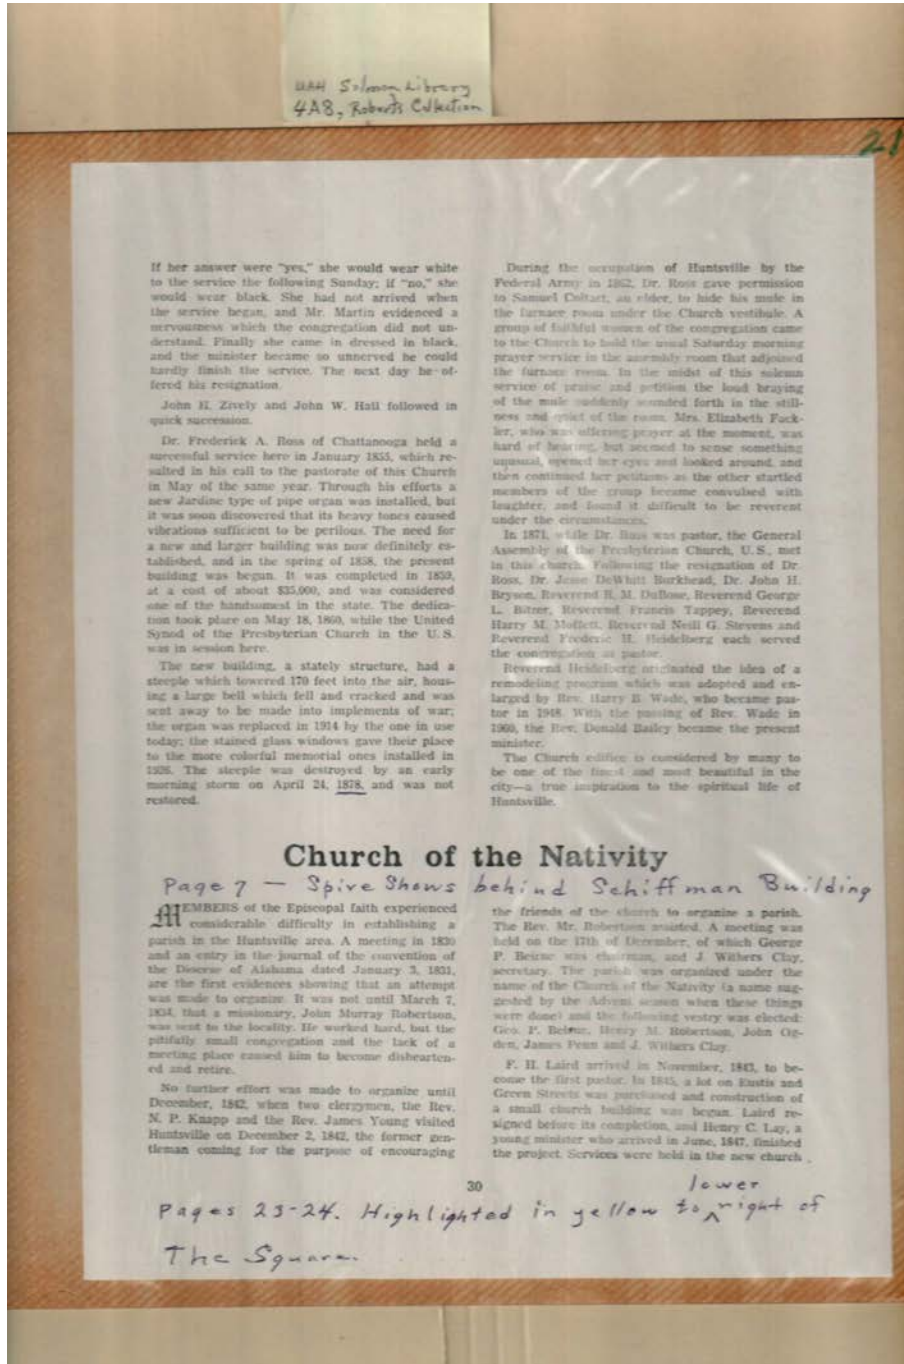 UAH Salmon Library
4A8, Roberts Collection
21
If her answer were "yes," she would wear white
to the service the following Sunday; if "no," she
would wear black. She had not arrived when
the service began, and Mr. Martin evidenced a
nervousness which the congregation did not un-
derstand. Finally she came in dressed in black,
and the minister became so unnerved he could
hardly finish the service. The next day he of-
fered his resignation.
John H. Zively and John W. Hall followed in
quick succession.
Dr. Frederick A. Ross of Chattanooga held a
successful service here in January 1855, which re-
sulted in his call to the pastorate of this Church
in May of the same year. Through his efforts a
new Jardine type of pipe organ was installed, but
it was soon discovered that its heavy tones caused
vibrations sufficient to be perilous. The need for
a new and larger building was now definitely es-
tablished, and in the spring of 1858, the present
building was begun. It was completed in 1859,
at a cost of about $35,000, and was considered
one of the handsomest in the state. The dedica-
tion took place on May 18, 1860, while the United
Synod of the Presbyterian Church in the U. S.
was in session here.
The new building, a stately structure, had a
steeple which towered 170 feet into the air, hous-
ing a large bell which fell and cracked and was
sent away to be made into implements of war;
the organ was replaced in 1914 by the one in use
today; the stained glass windows gave their place
to the more colorful memorial ones installed in
1926. The steeple was destroyed by an early
morning storm on April 24, 1878, and was not
restored.
During the occupation of Huntsville by the
Federal Army in 1862, Dr. Ross gave permission
to Samuel Coltart, an elder, to hide his mule in
the furnace room under the Church vestibule. A
group of faithful women of the congregation came
to the Church to hold the usual Saturday morning
prayer service in the assembly room that adjoined
the furnace room. In the midst of this solemn
service of praise and petition the loud braying
of the mule suddenly sounded forth in the still-
ness and quiet of the room. Mrs. Elizabeth Fack-
ler, who was offering prayer at the moment, was
hard of hearing, but seemed to sense something
unusual, opened her eyes and looked around, and
then continued her petitions as the other startled
members of the group became convulsed with
laughter, and found it difficult to be reverent
under the circumstances.
In 1871, while Dr. Ross was pastor, the General
Assembly of the Presbyterian Church, U.S., met
in this church. Following the resignation of Dr.
Ross, Dr. Jesse DeWhitt Burkhead, Dr. John H.
Bryson, Reverend R. M. DuBose, Reverend George
L. Bitzer, Reverend Francis Tappey, Reverend
Harry M. Moffett, Reverend Neill G. Stevens and
Reverend Frederic H. Heidelberg each served
the congregation as pastor.
Reverend Heidelberg originated the idea of a
remodeling program which was adopted and en-
larged by Rev. Harry B. Wade, who became pas-
tor in 1948. With the passing of Rev. Wade in
1960, the Rev. Donald Bailey became the present
minister.
The Church edifice is considered by many to
be one of the finest and most beautiful in the
city—a true inspiration to the spiritual life of
Huntsville.
Church of the Nativity
Page 7 — Spire Shows behind Schiffman Building
MEMBERS of the Episcopal faith experienced
considerable difficulty in establishing a
parish in the Huntsville area. A meeting in 1830
and an entry in the journal of the convention of
the Diocese of Alabama dated January 3, 1831,
are the first evidences showing that an attempt
was made to organize. It was not until March 7,
1834, that a missionary, John Murray Robertson,
was sent to the locality. He worked hard, but the
pitifully small congregation and the lack of a
meeting place caused him to become dishearten-
ed and retire.
No further effort was made to organize until
December, 1842, when two clergymen, the Rev.
N. P. Knapp and the Rev. James Young visited
Huntsville on December 2, 1842, the former gen-
tleman coming for the purpose of encouraging
the friends of the church to organize a parish.
The Rev. Mr. Robertson assisted. A meeting was
held on the 17th of December, of which George
P. Beirne was chairman, and J. Withers Clay,
secretary. The parish was organized under the
name of the Church of the Nativity (a name sug-
gested by the Advent season when these things
were done) and the following vestry was elected:
Geo. P. Beirne, Henry M. Robertson, John Og-
den, James Penn and J. Withers Clay.
F. H. Laird arrived in November, 1843, to be-
come the first pastor. In 1845, a lot on Eustis and
Green Streets was purchased and construction of
a small church building was begun. Laird re-
signed before its completion, and Henry C. Lay, a
young minister who arrived in June, 1847, finished
the project. Services were held in the new church
30
Pages 23-24. Highlighted in yellow to lower right of
The Square.